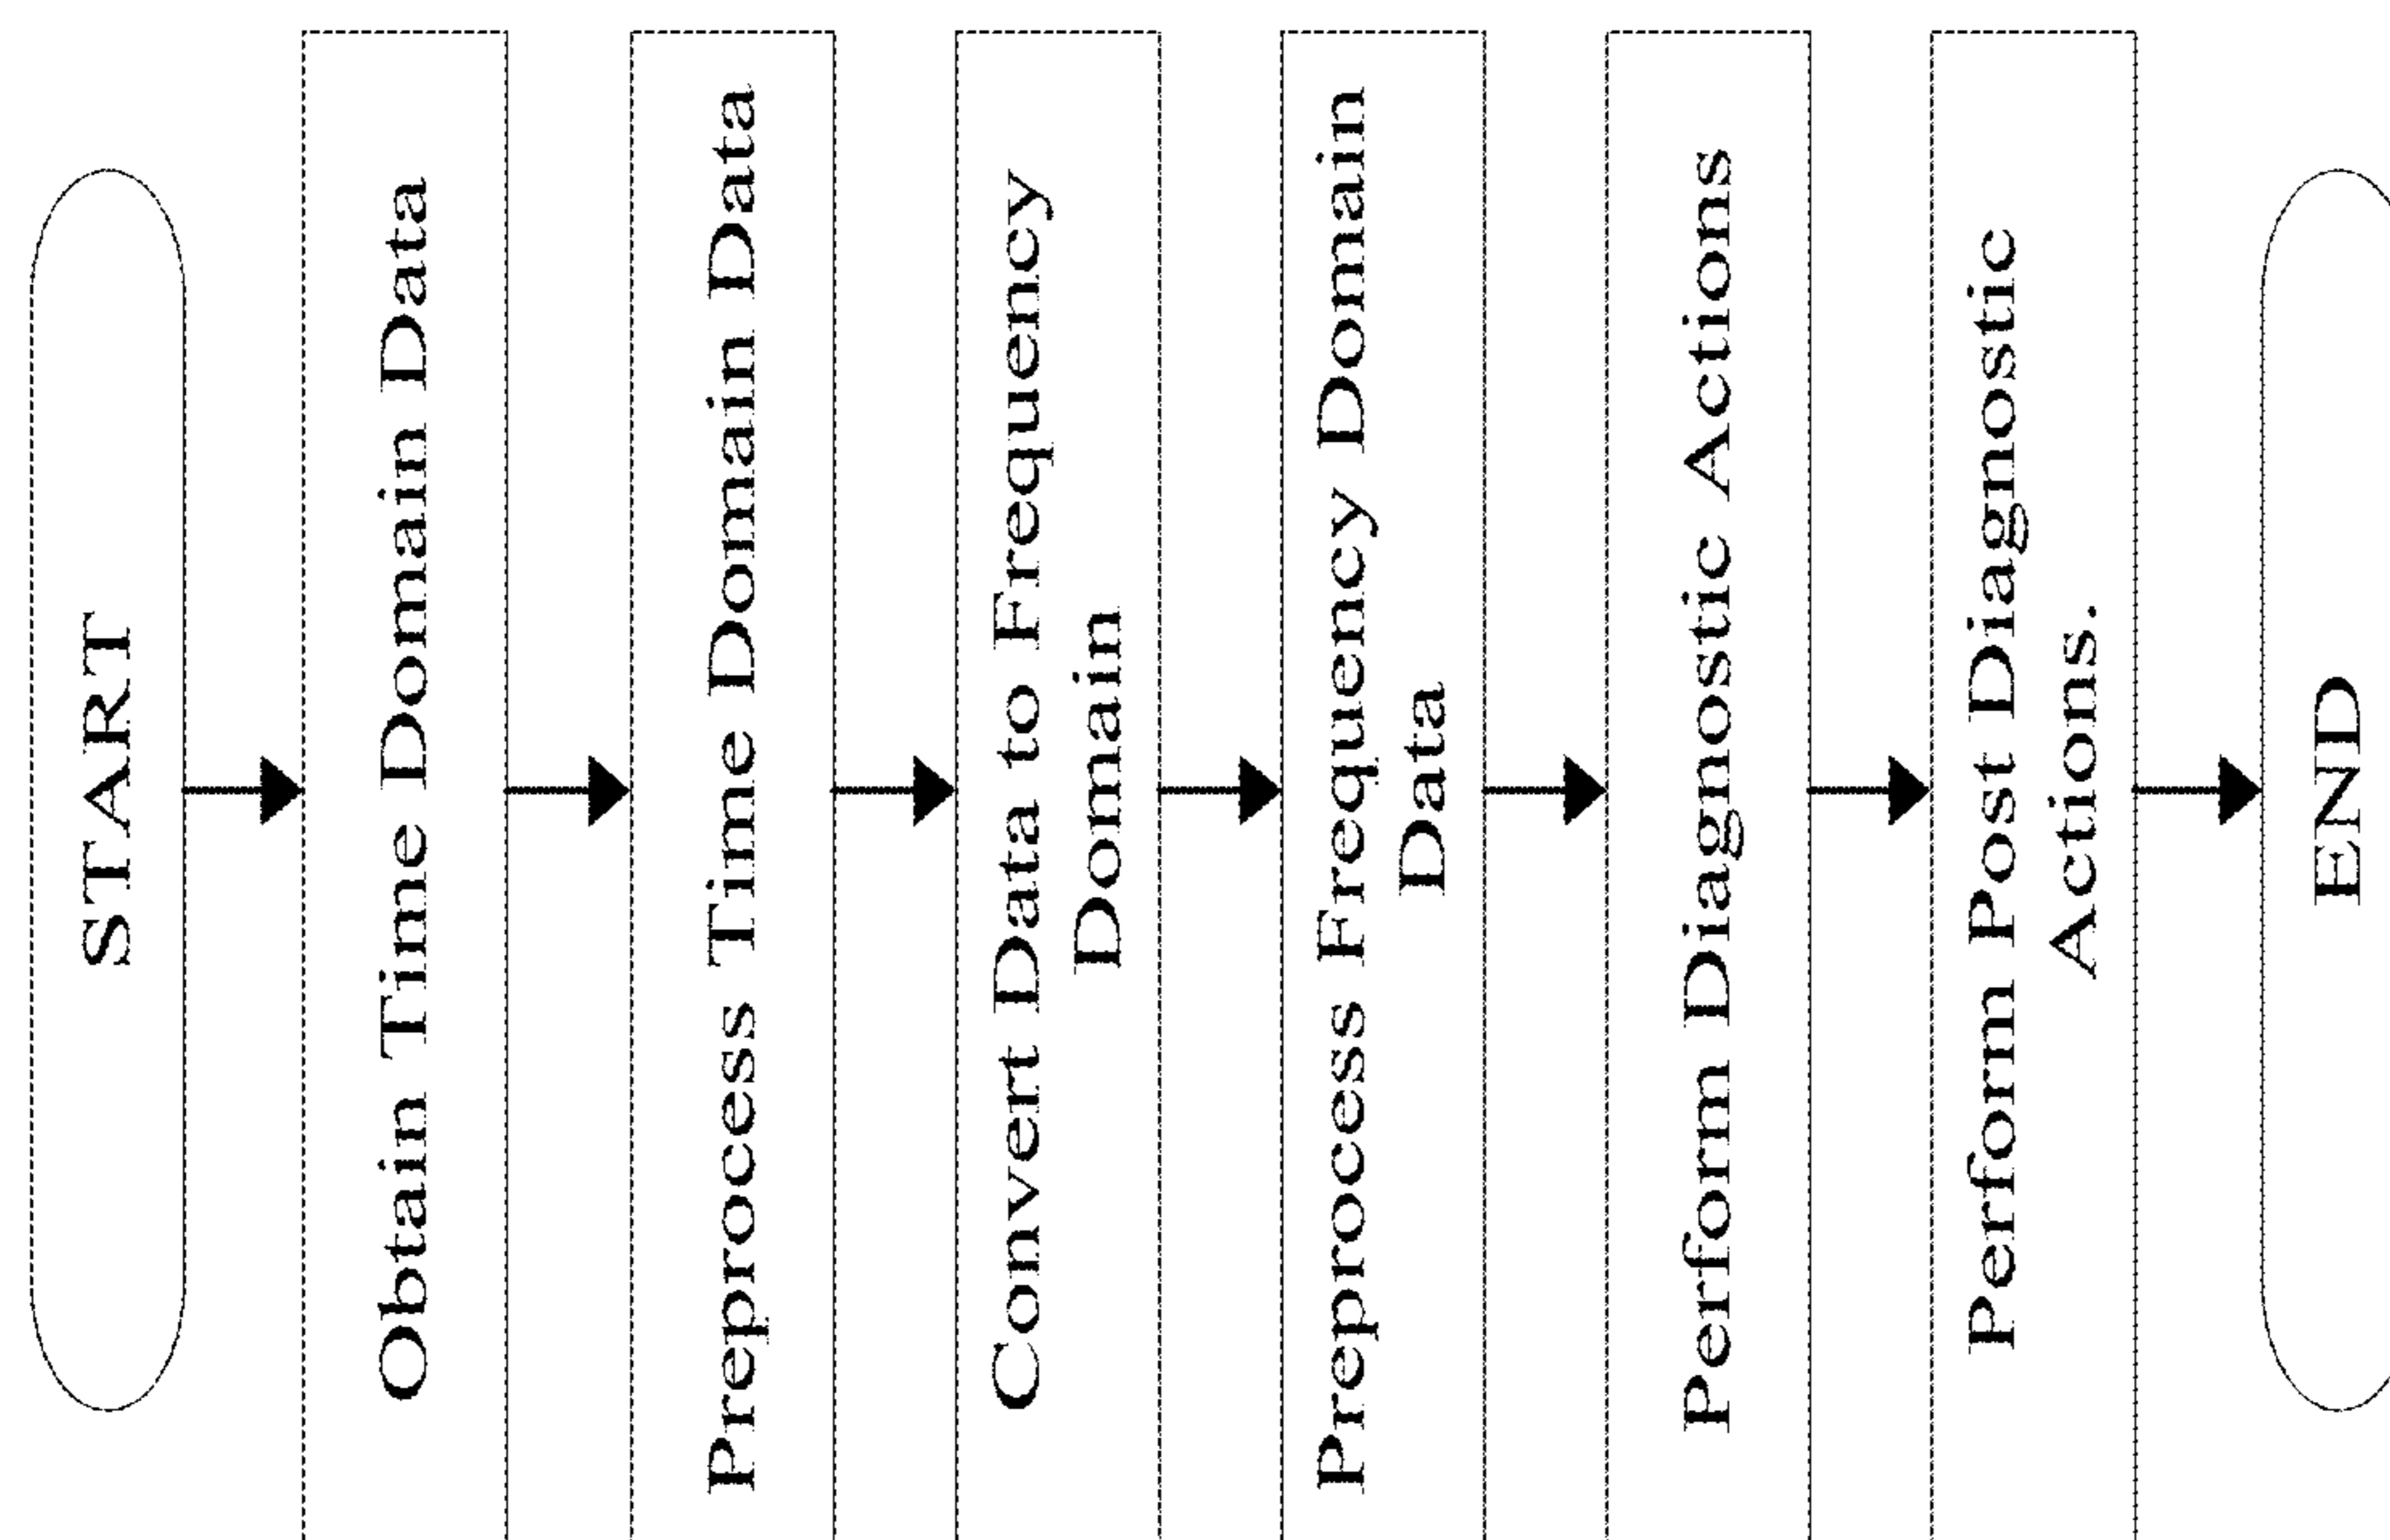 START
Obtain Time Domain Data
Preprocess Time Domain Data
Convert Data to Frequency
Domain
Preprocess Frequency Domain
Data
Perform Diagnostic Actions
Perform Post Diagnostic
Actions.
END